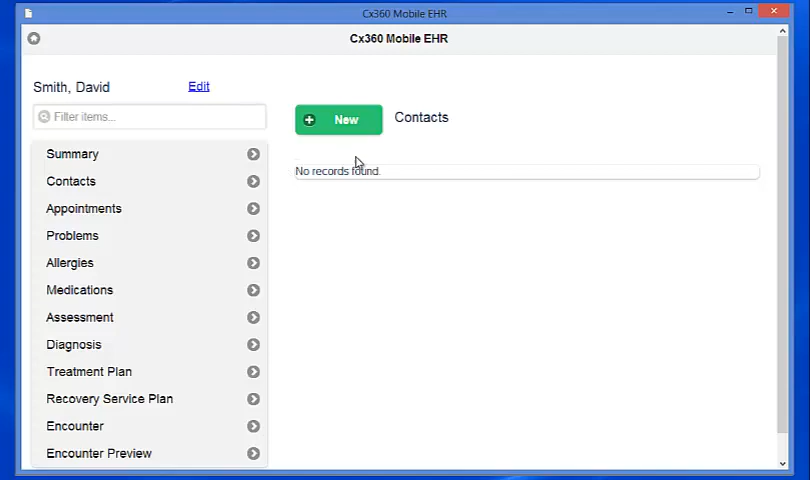 Cx360 Mobile EHR
Cx360 Mobile EHR
Smith, David
Edit
Filter items...
New
Contacts
No records found.
Summary
Contacts
Appointments
Problems
Allergies
Medications
Assessment
Diagnosis
Treatment Plan
Recovery Service Plan
Encounter
Encounter Preview